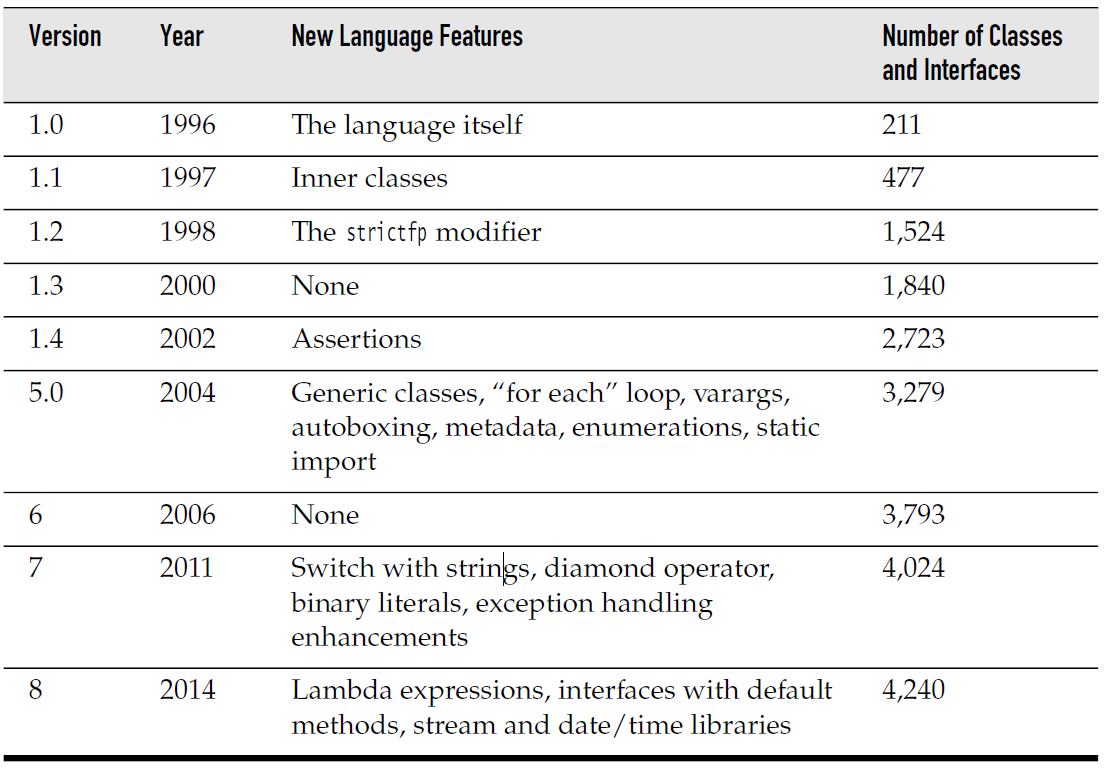 Version Year New Language Features Number of Classes
and Interfaces
1.0 1996 The language itself 211
1.1 1997 Inner classes 477
1.2 1998 The strictfp modifier 1,524
1.3 2000 None 1,840
1.4 2002 Assertions 2,723
5.0 2004 Generic classes, “for each” loop, varargs, 3,279
autoboxing, metadata, enumerations, static
import
6 2006 None 3,793
7 2011 Switch with strings, diamond operator, 4,024
binary literals, exception handling
enhancements
8 2014 Lambda expressions, interfaces with default 4,240
methods, stream and date/time libraries